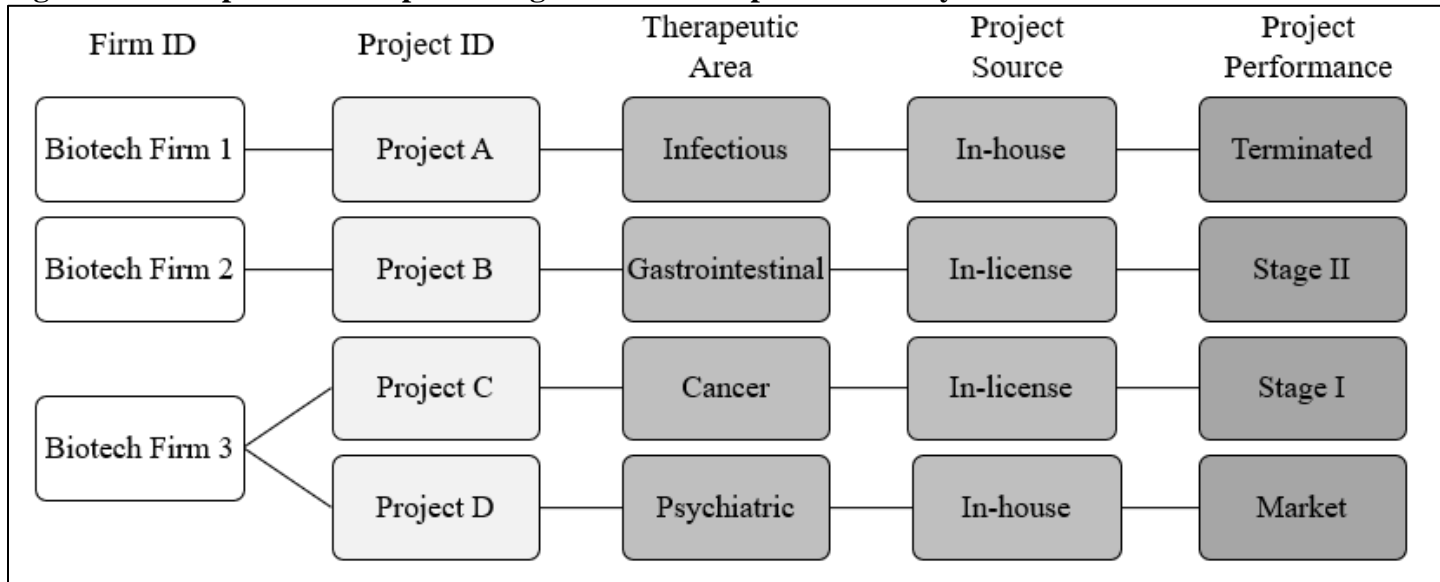 Firm ID
Project ID
Therapeutic
Area
Project
Source
Project
Performance
Biotech Firm 1
Project A
Infectious
In-house
Terminated
Biotech Firm 2
Project B
Gastrointestinal
In-license
Stage II
Biotech Firm 3
Project C
Cancer
In-license
Stage I
Project D
Psychiatric
In-house
Market